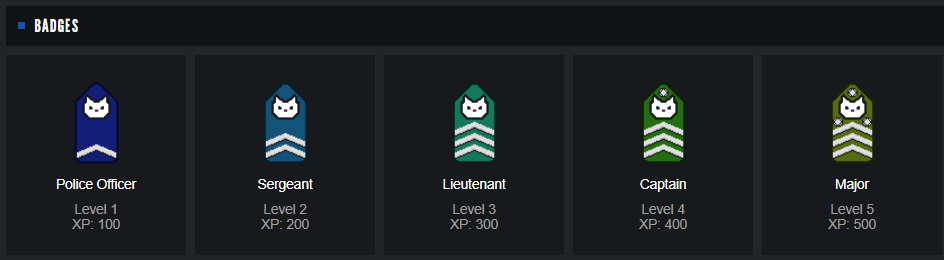 BADGES
Police Officer
Level 1
XP: 100
Sergeant
Level 2
XP: 200
Lieutenant
Level 3
XP: 300
Captain
Level 4
XP: 400
Major
Level 5
XP: 500